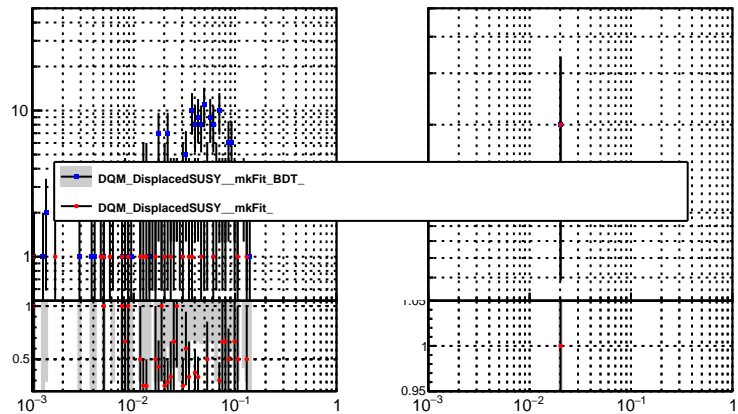 10
1
1
0.5
10⁻³ 10⁻² 10⁻¹ 1
DQM_DisplacedSUSY__mkFit_BDT_
DQM_DisplacedSUSY__mkFit_
1.05
1
0.95
10⁻³ 10⁻² 10⁻¹ 1